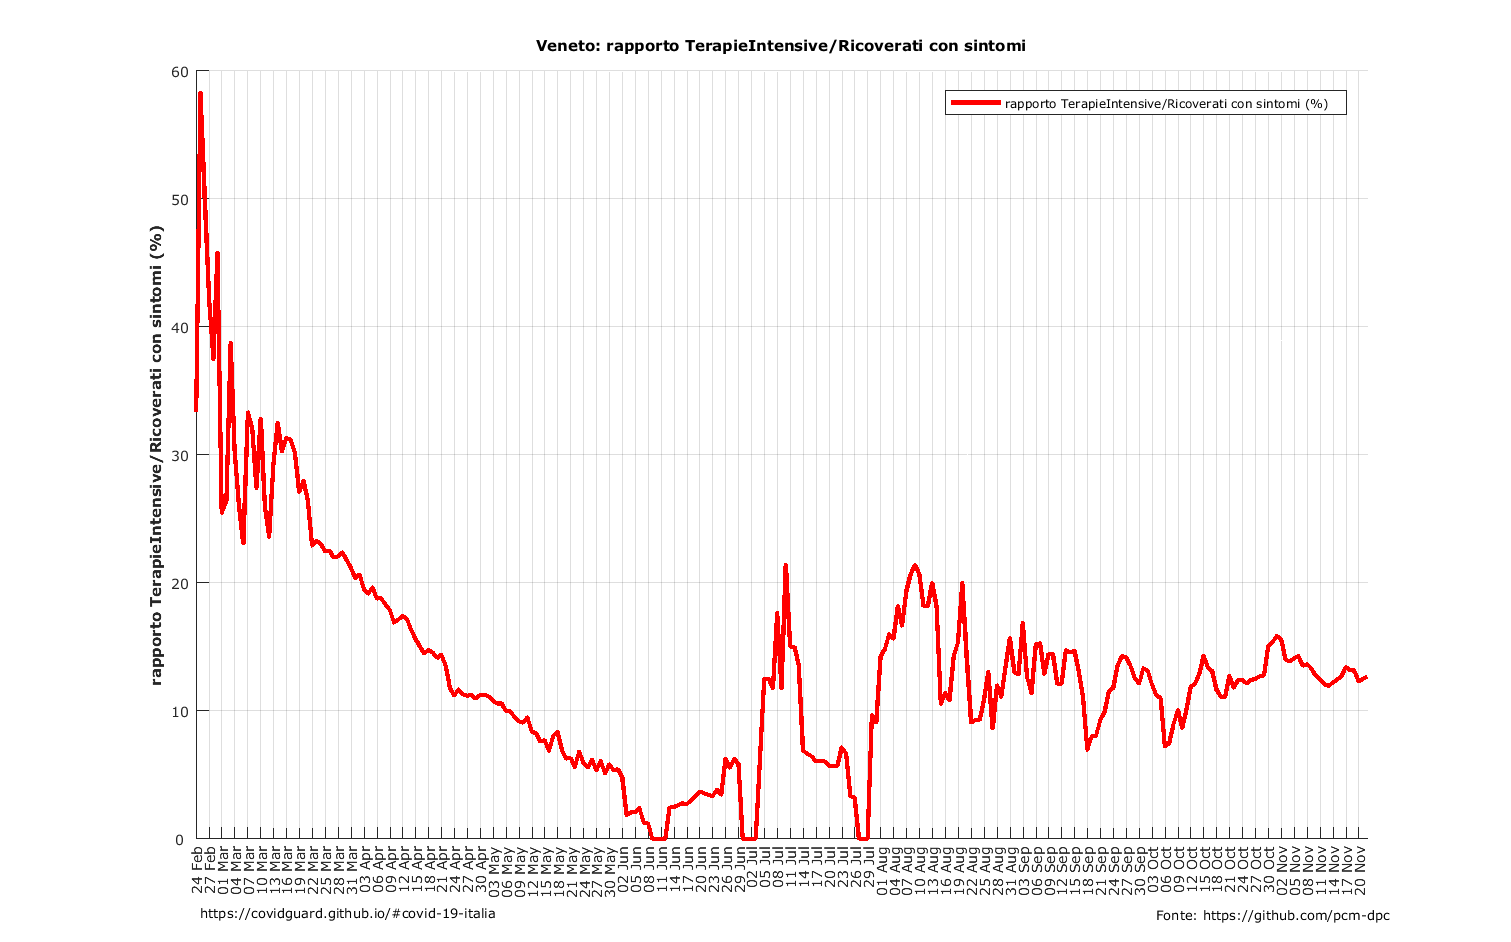 Veneto: rapporto TerapieIntensive/Ricoverati con sintomi
rapporto TerapieIntensive/Ricoverati con sintomi (%)
rapporto TerapieIntensive/Ricoverati con sintomi (%)
60
50
40
30
20
10
0
24 Feb
27 Feb
01 Mar
04 Mar
07 Mar
10 Mar
13 Mar
16 Mar
19 Mar
22 Mar
25 Mar
28 Mar
31 Mar
03 Apr
06 Apr
09 Apr
12 Apr
15 Apr
18 Apr
21 Apr
24 Apr
27 Apr
30 Apr
03 May
06 May
09 May
12 May
15 May
18 May
21 May
24 May
27 May
30 May
02 Jun
05 Jun
08 Jun
11 Jun
14 Jun
17 Jun
20 Jun
23 Jun
26 Jun
29 Jun
02 Jul
05 Jul
08 Jul
11 Jul
14 Jul
17 Jul
20 Jul
23 Jul
26 Jul
29 Jul
01 Aug
04 Aug
07 Aug
10 Aug
13 Aug
16 Aug
19 Aug
22 Aug
25 Aug
28 Aug
31 Aug
03 Sep
06 Sep
09 Sep
12 Sep
15 Sep
18 Sep
21 Sep
24 Sep
27 Sep
30 Sep
03 Oct
06 Oct
09 Oct
12 Oct
15 Oct
18 Oct
21 Oct
24 Oct
27 Oct
30 Oct
02 Nov
05 Nov
08 Nov
11 Nov
14 Nov
17 Nov
20 Nov
https://covidguard.github.io/#covid-19-italia
Fonte: https://github.com/pcm-dpc